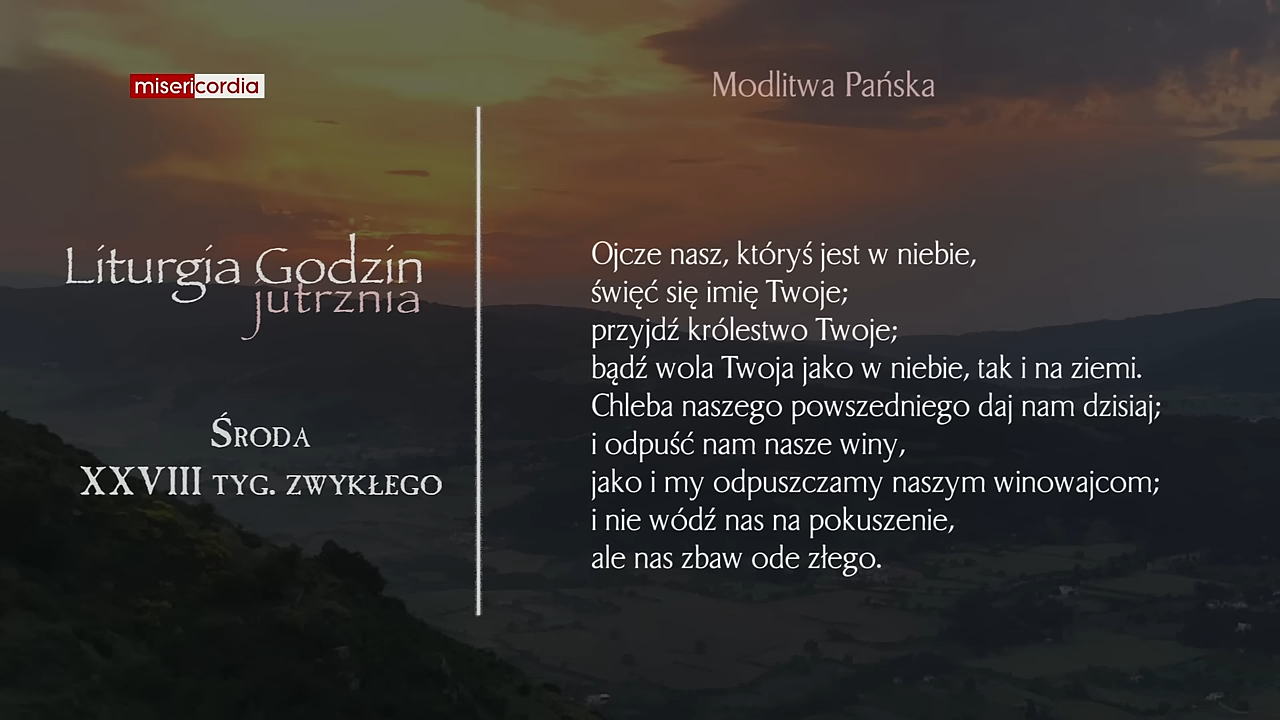 misericordia
Liturgia Godzin
jutrznia
Środa
XXVIII tyg. zwykłego
Modlitwa Pańska
Ojcze nasz, któryś jest w niebie,
święć się imię Twoje;
przyjdź królestwo Twoje;
bądź wola Twoja jako w niebie, tak i na ziemi.
Chleba naszego powszedniego daj nam dzisiaj;
i odpuść nam nasze winy,
jako i my odpuszczamy naszym winowajcom;
i nie wódź nas na pokuszenie,
ale nas zbaw ode złego.